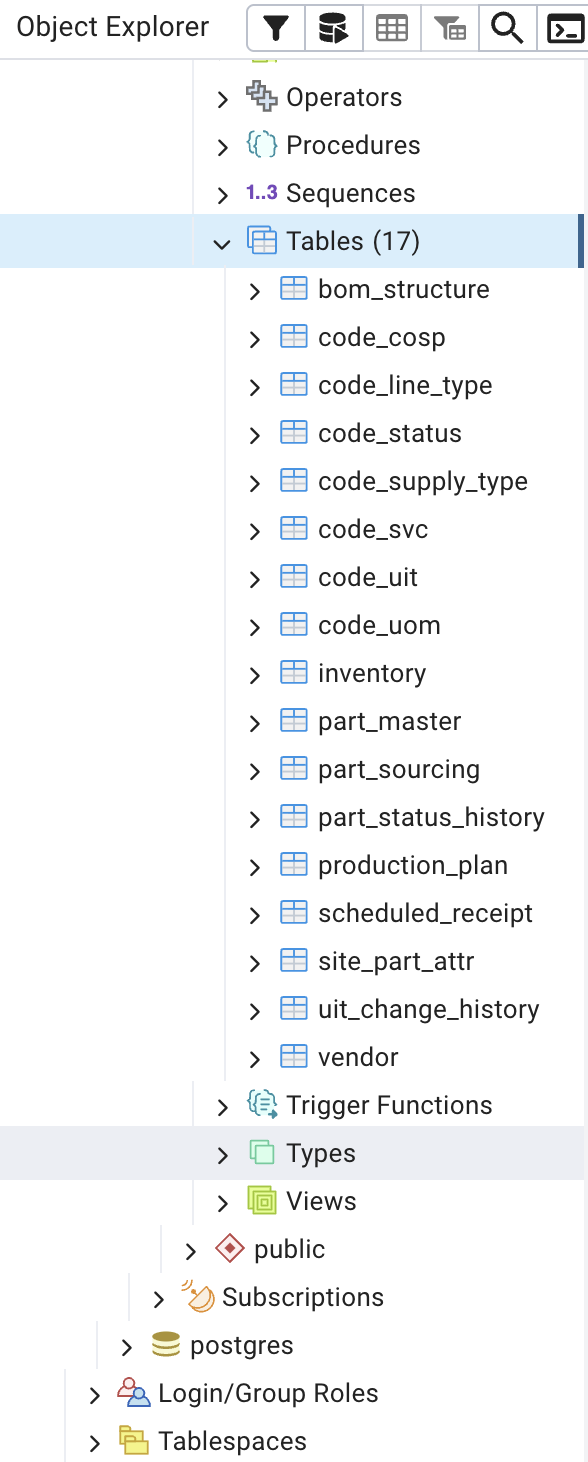 Object Explorer
Operators
Procedures
1..3 Sequences
Tables (17)
bom_structure
code_cosp
code_line_type
code_status
code_supply_type
code_svc
code_uit
code_uom
inventory
part_master
part_sourcing
part_status_history
production_plan
scheduled_receipt
site_part_attr
uit_change_history
vendor
Trigger Functions
Types
Views
public
Subscriptions
postgres
Login/Group Roles
Tablespaces